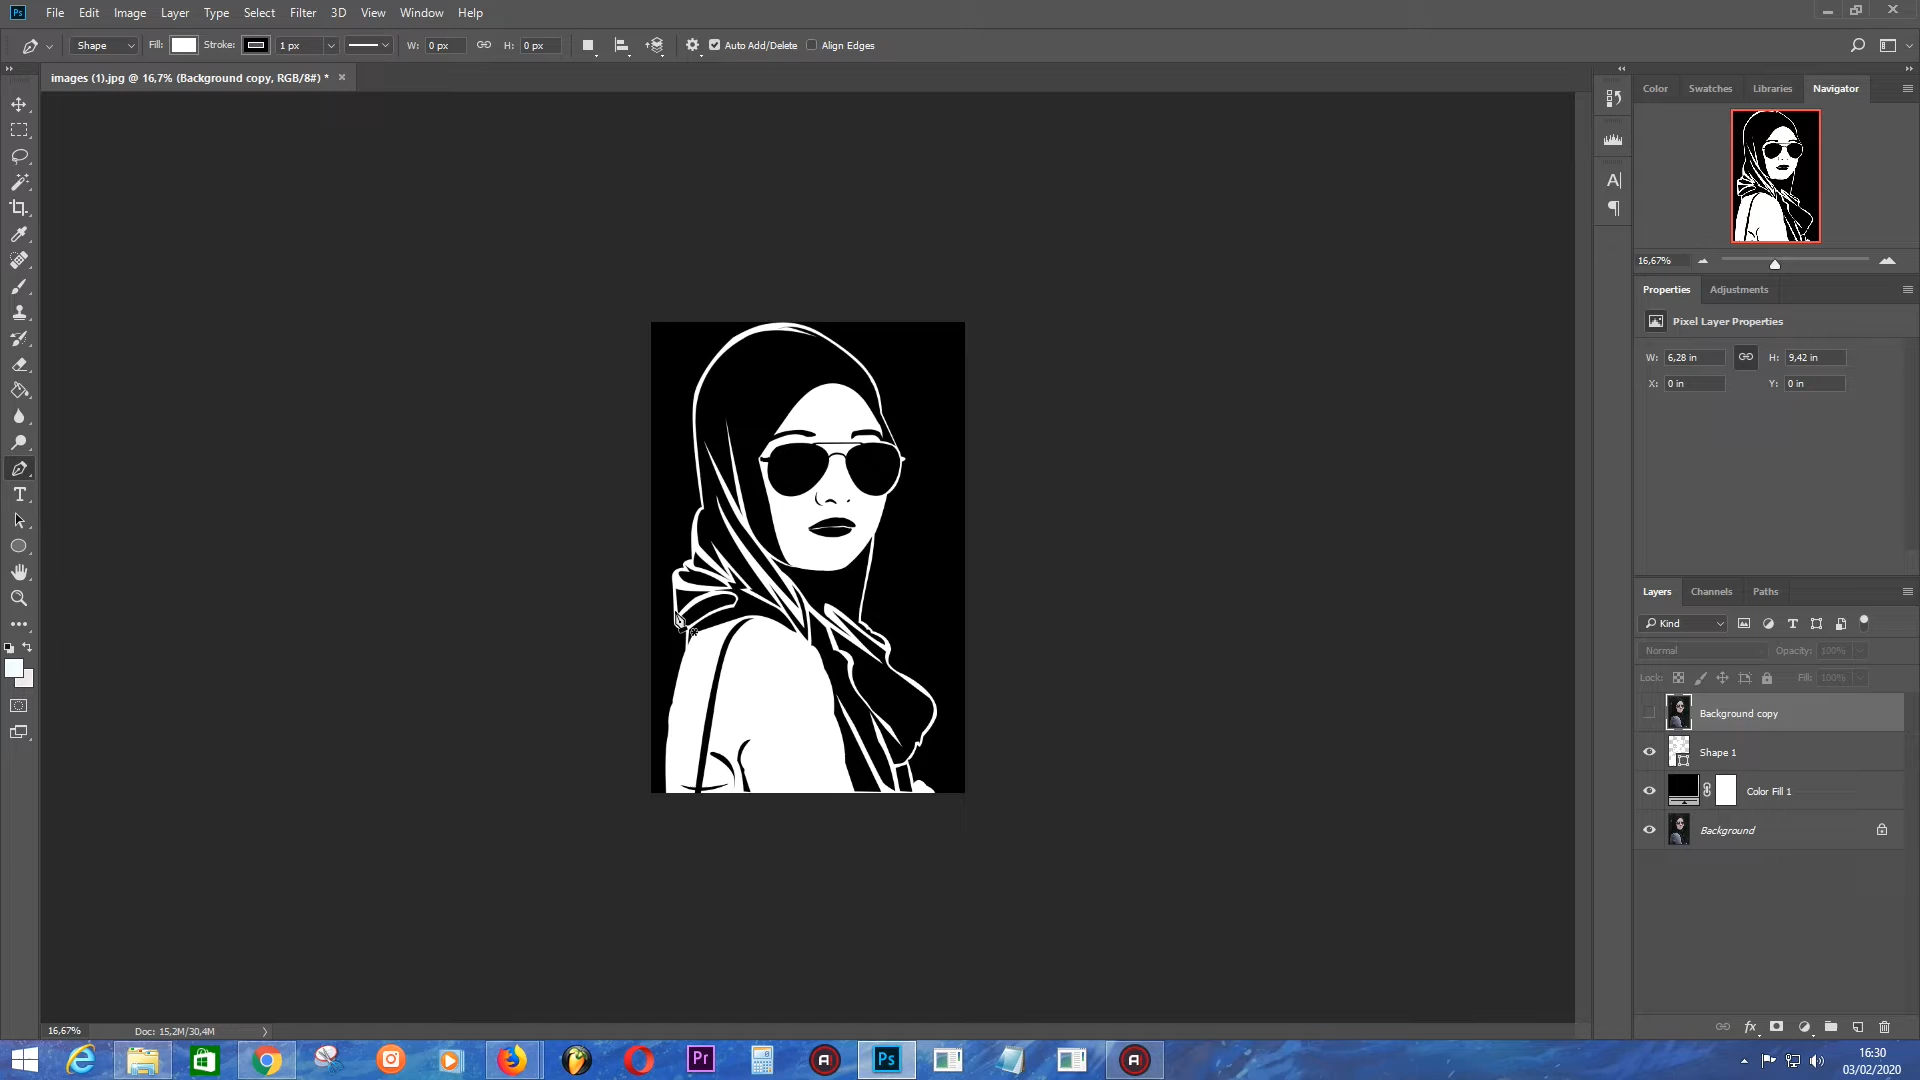 Ps File Edit Image Layer Type Select Filter 3D View Window Help
Shape Fill: Stroke: 1 px W: 0 px H: 0 px Auto Add/Delete Align Edges
images (1).jpg @ 16,7% (Background copy, RGB/8#) * ×
Color Swatches Libraries Navigator
16,67%
Properties Adjustments
Pixel Layer Properties
W: 6,28 in H: 9,42 in
X: 0 in Y: 0 in
Layers Channels Paths
Kind
Normal Opacity: 100%
Lock: Fill: 100%
Background copy
Shape 1
Color Fill 1
Background
fx
16,67% Doc: 15,2M/30,4M
Pr Ps
16:30
03/02/2020